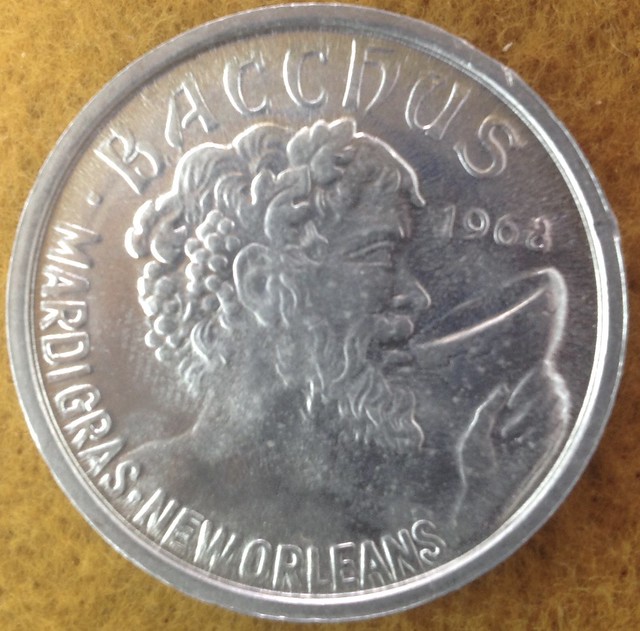 BACCHUS
1968
MARDI GRAS · NEW ORLEANS